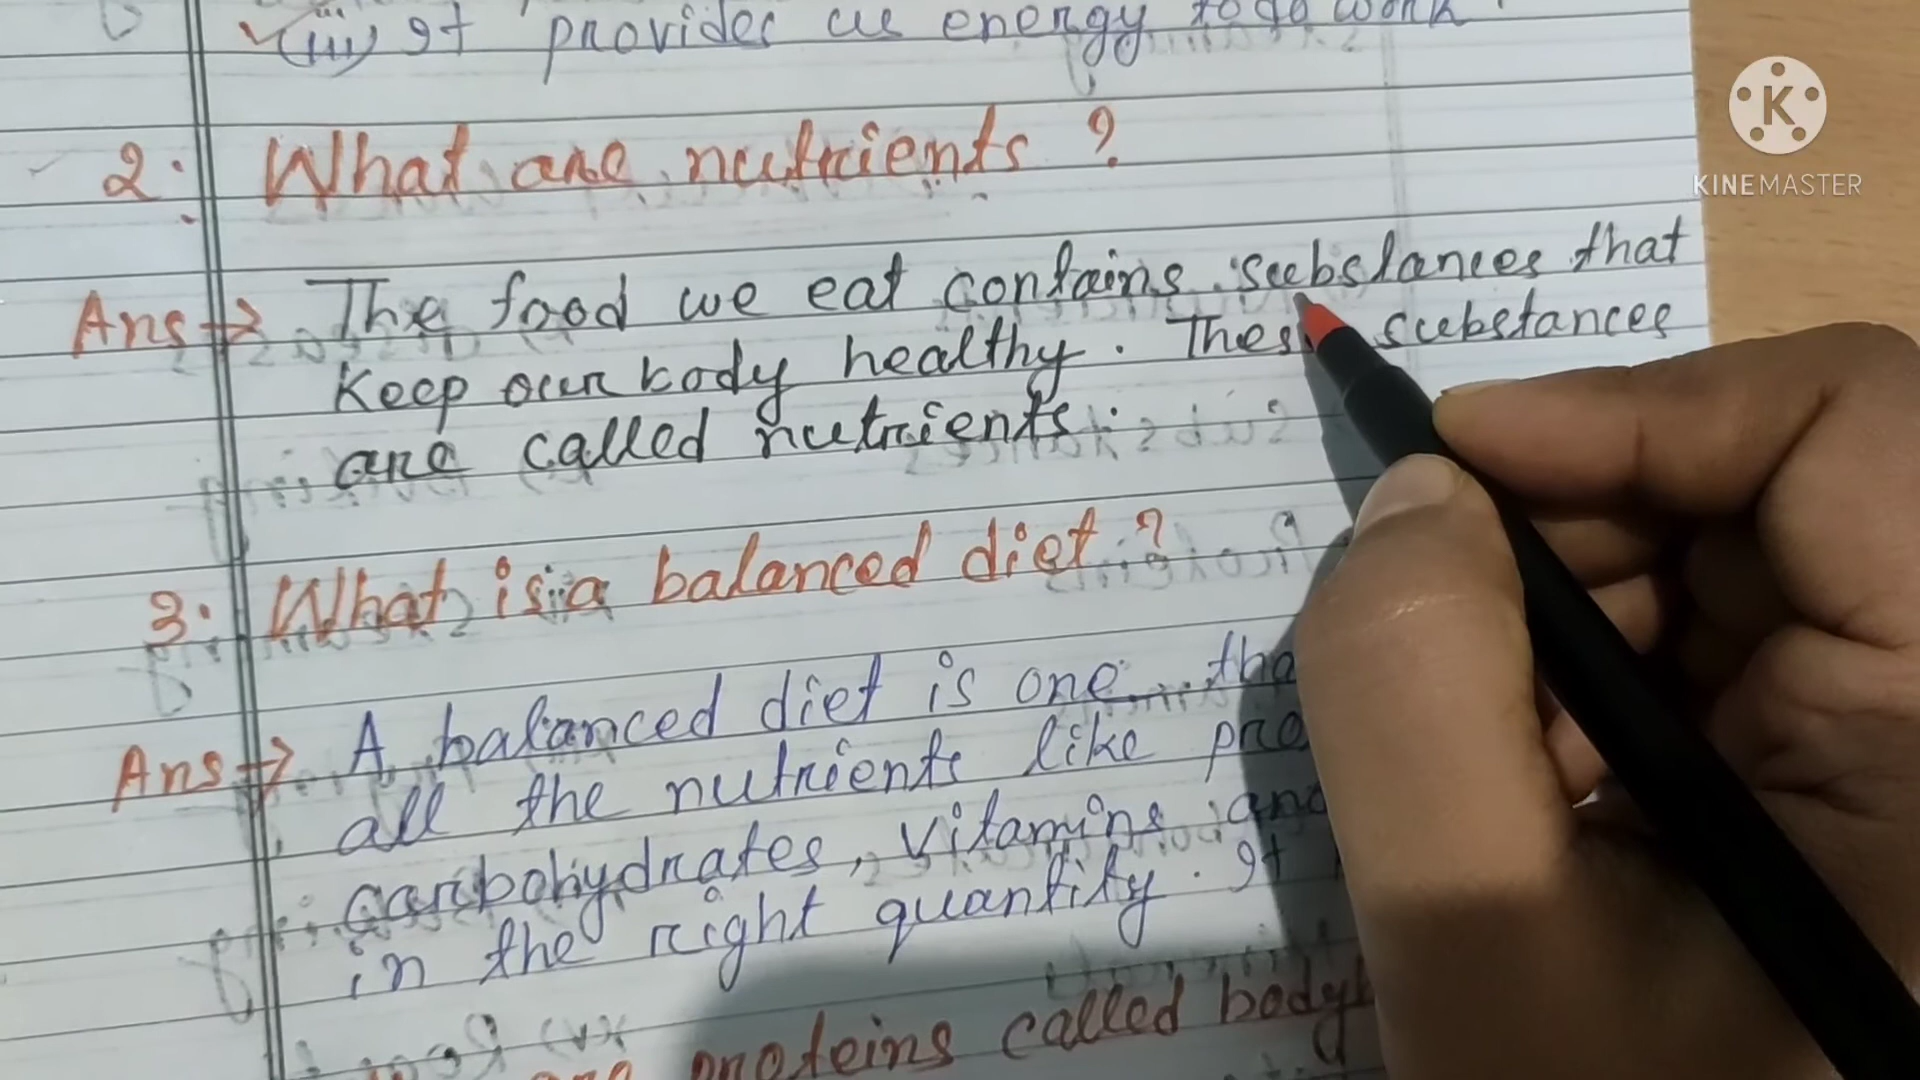 (iii) It provides us energy to do work.
2. What are nutrients ?
Ans → The food we eat contains substances that
keep our body healthy. These substances
are called nutrients.
3. What is a balanced diet ?
Ans → A balanced diet is one
all the nutrients like
carbohydrates, vitamins and
in the right quantity. It
proteins called
K
KINEMASTER